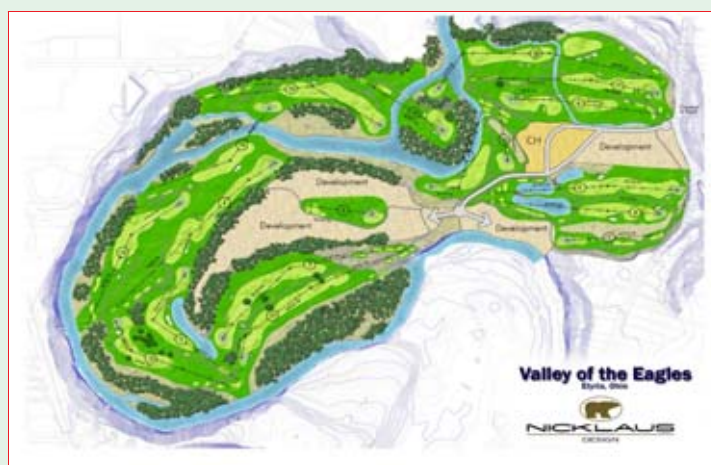 CH
Development
Development
Development
Development
Valley of the Eagles
Elyria, Ohio
NICKLAUS
DESIGN